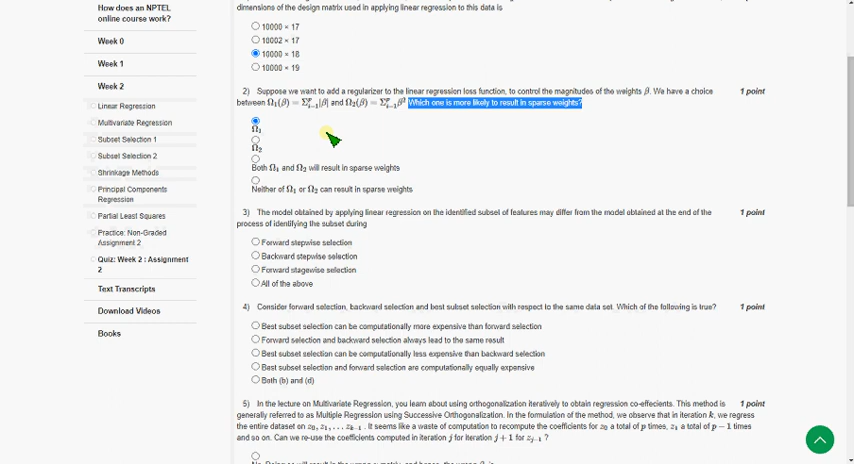 How does an NPTEL
online course work?
Week 0
Week 1
Week 2
Linear Regression
Multivariate Regression
Subset Selection 1
Subset Selection 2
Shrinkage Methods
Principal Components
Regression
Partial Least Squares
Practice: Non-Graded
Assignment 2
Quiz: Week 2 : Assignment
2
Text Transcripts
Download Videos
Books
dimensions of the design matrix used in applying linear regression to this data is
10000 × 17
10002 × 17
10000 × 18
10000 × 19
2) Suppose we want to add a regularizer to the linear regression loss function, to control the magnitudes of the weights β. We have a choice 1 point
between Ω₁(β) = Σᵖᵢ₌₁|β| and Ω₂(β) = Σᵖᵢ₌₁β² Which one is more likely to result in sparse weights?
Ω₁
Ω₂
Both Ω₁ and Ω₂ will result in sparse weights
Neither of Ω₁ or Ω₂ can result in sparse weights
3) The model obtained by applying linear regression on the identified subset of features may differ from the model obtained at the end of the 1 point
process of identifying the subset during
Forward stepwise selection
Backward stepwise selection
Forward stagewise selection
All of the above
4) Consider forward selection, backward selection and best subset selection with respect to the same data set. Which of the following is true? 1 point
Best subset selection can be computationally more expensive than forward selection
Forward selection and backward selection always lead to the same result
Best subset selection can be computationally less expensive than backward selection
Best subset selection and forward selection are computationally equally expensive
Both (b) and (d)
5) In the lecture on Multivariate Regression, you learn about using orthogonalization iteratively to obtain regression co-effecients. This method is 1 point
generally referred to as Multiple Regression using Successive Orthogonalization. In the formulation of the method, we observe that in iteration k, we regress
the entire dataset on z₀, z₁, . . . zₖ₋₁. It seems like a waste of computation to recompute the coefficients for z₀ a total of p times, z₁ a total of p − 1 times
and so on. Can we re-use the coefficients computed in iteration j for iteration j + 1 for zⱼ₋₁ ?